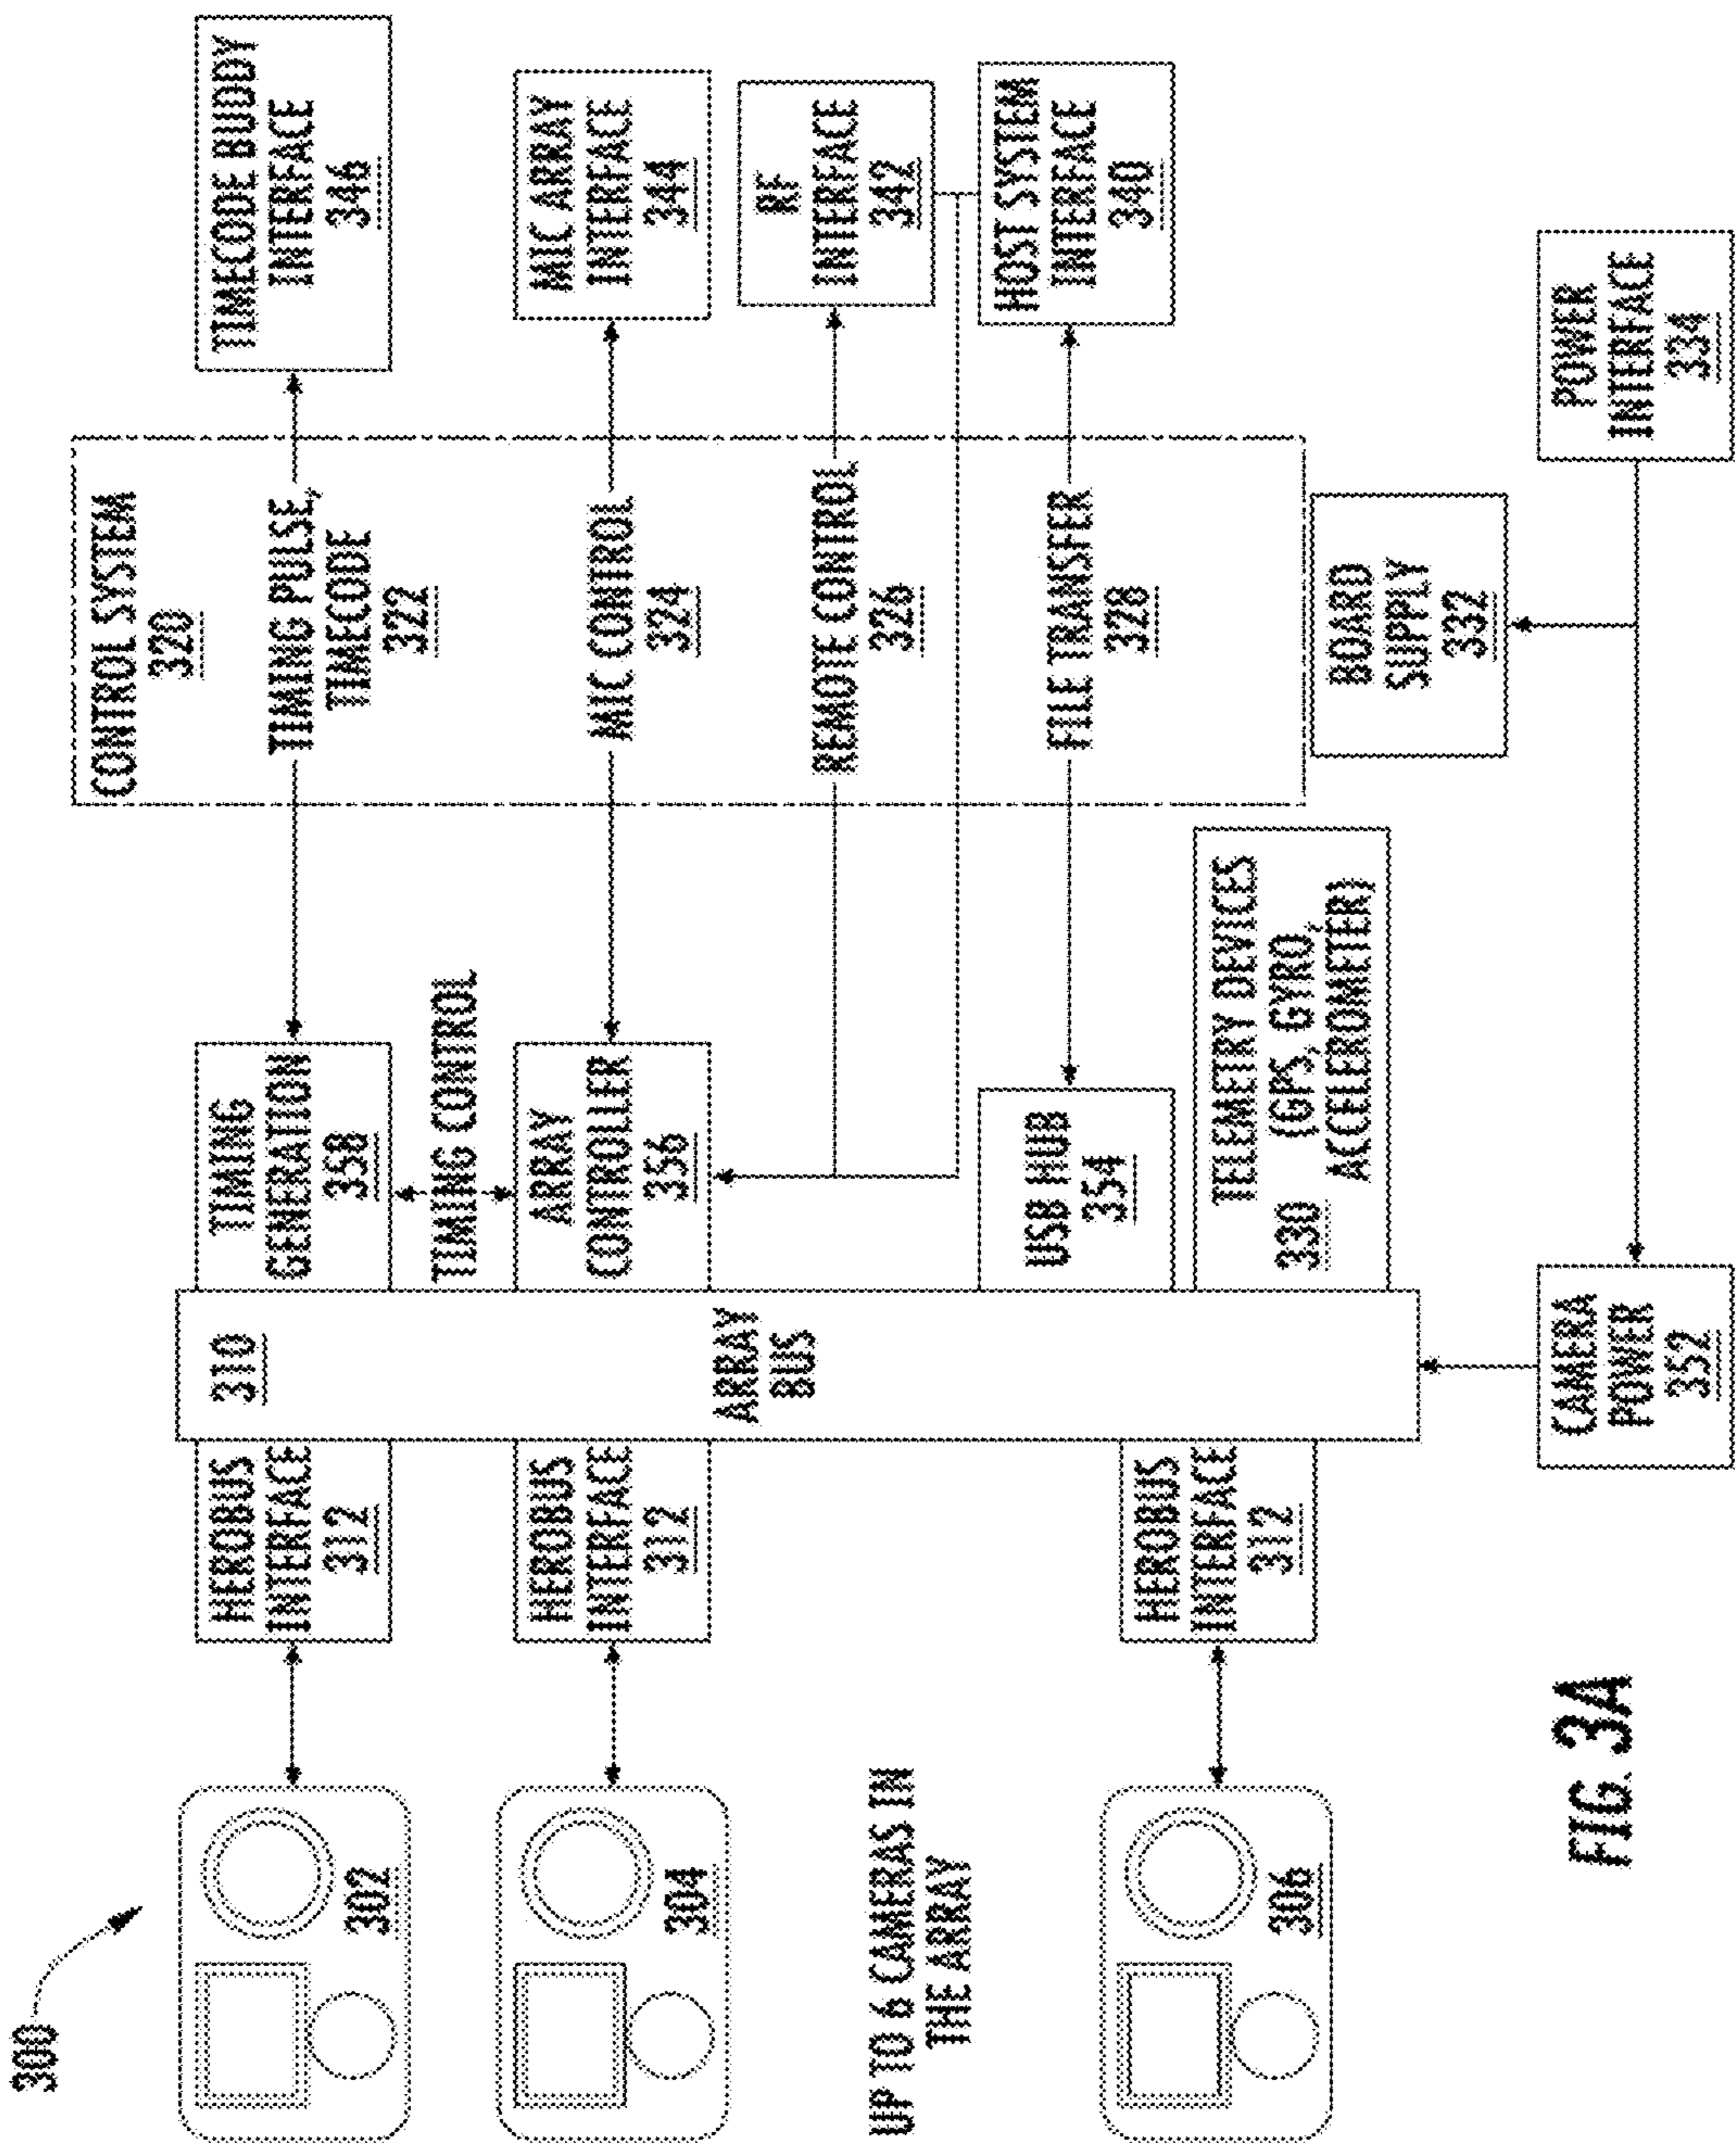 300
302
304
UP TO 6 CAMERAS IN
THE ARRAY
306
HEROBUS
INTERFACE
312
HEROBUS
INTERFACE
312
HEROBUS
INTERFACE
312
310
ARRAY
BUS
TIMING
GENERATION
358
TIMING CONTROL
ARRAY
CONTROLLER
356
USB HUB
354
TELEMETRY DEVICES
330 (GPS, GYRO,
ACCELEROMETER)
CAMERA
POWER
352
CONTROL SYSTEM
320
TIMING PULSE,
TIMECODE
322
MIC CONTROL
324
REMOTE CONTROL
326
FILE TRANSFER
328
BOARD
SUPPLY
332
TIMECODE BUDDY
INTERFACE
346
MIC ARRAY
INTERFACE
344
RF
INTERFACE
342
HOST SYSTEM
INTERFACE
340
POWER
INTERFACE
334
FIG. 3A